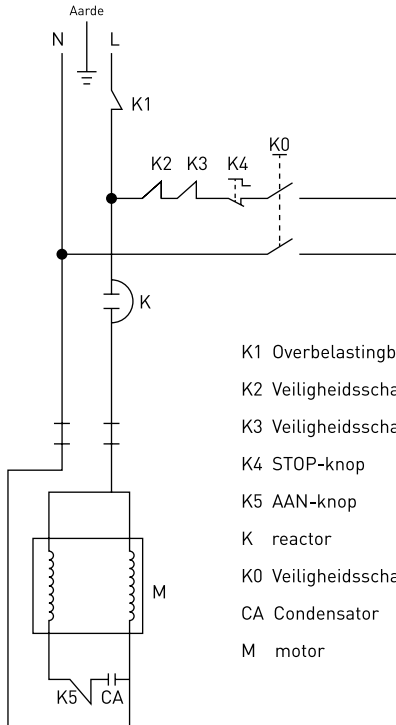 Aarde
N L
K1
K2 K3 K4 K0
K
K1 Overbelastingb
K2 Veiligheidsscha
K3 Veiligheidsscha
K4 STOP-knop
K5 AAN-knop
K reactor
K0 Veiligheidsscha
CA Condensator
M motor
M
K5 CA